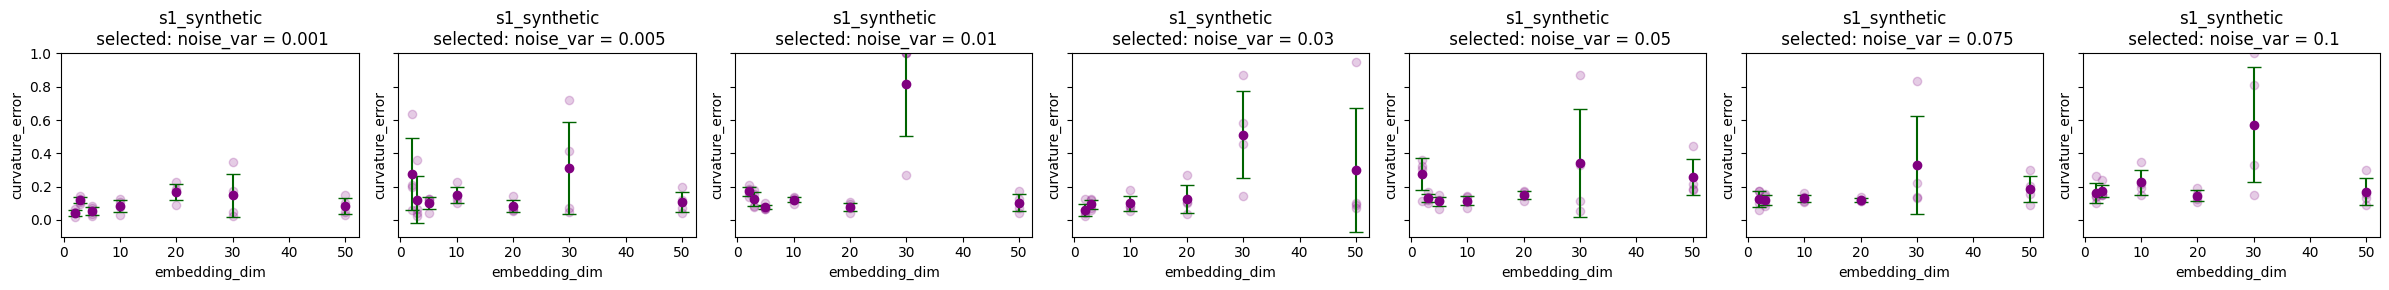 s1_synthetic
selected: noise_var = 0.001
1.0
0.8
0.6
0.4
0.2
0.0
curvature_error
0 10 20 30 40 50
embedding_dim
s1_synthetic
selected: noise_var = 0.005
curvature_error
0 10 20 30 40 50
embedding_dim
s1_synthetic
selected: noise_var = 0.01
curvature_error
0 10 20 30 40 50
embedding_dim
s1_synthetic
selected: noise_var = 0.03
curvature_error
0 10 20 30 40 50
embedding_dim
s1_synthetic
selected: noise_var = 0.05
curvature_error
0 10 20 30 40 50
embedding_dim
s1_synthetic
selected: noise_var = 0.075
curvature_error
0 10 20 30 40 50
embedding_dim
s1_synthetic
selected: noise_var = 0.1
curvature_error
0 10 20 30 40 50
embedding_dim